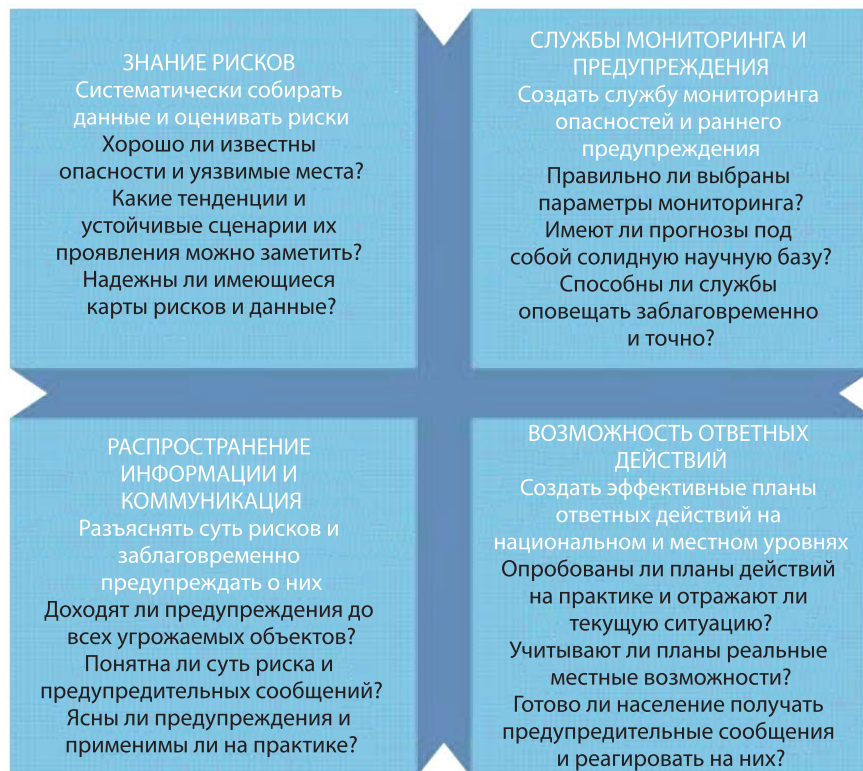 ЗНАНИЕ РИСКОВ
Систематически собирать
данные и оценивать риски
Хорошо ли известны
опасности и уязвимые места?
Какие тенденции и
устойчивые сценарии их
проявления можно заметить?
Надежны ли имеющиеся
карты рисков и данные?
СЛУЖБЫ МОНИТОРИНГА И
ПРЕДУПРЕЖДЕНИЯ
Создать службу мониторинга
опасностей и раннего
предупреждения
Правильно ли выбраны
параметры мониторинга?
Имеют ли прогнозы под
собой солидную научную базу?
Способны ли службы
оповещать заблаговременно
и точно?
РАСПРОСТРАНЕНИЕ
ИНФОРМАЦИИ И
КОММУНИКАЦИЯ
Разъяснять суть рисков и
заблаговременно
предупреждать о них
Доходят ли предупреждения до
всех угрожаемых объектов?
Понятна ли суть риска и
предупредительных сообщений?
Ясны ли предупреждения и
применимы ли на практике?
ВОЗМОЖНОСТЬ ОТВЕТНЫХ
ДЕЙСТВИЙ
Создать эффективные планы
ответных действий на
национальном и местном уровнях
Опробованы ли планы действий
на практике и отражают ли
текущую ситуацию?
Учитывают ли планы реальные
местные возможности?
Готово ли население получать
предупредительные сообщения
и реагировать на них?